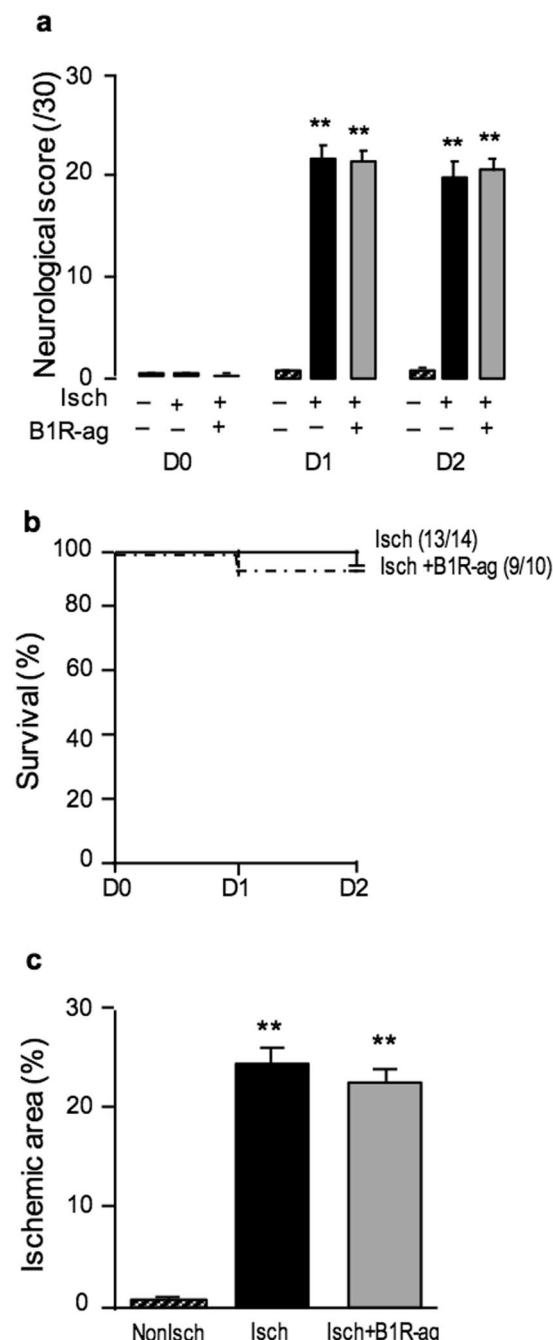 a
Neurological score (/30)
30
20
10
0
** ** ** **
Isch – + + – + + – + +
B1R-ag – – + – – + – – +
D0 D1 D2
b
Survival (%)
100
80
60
40
20
0
Isch (13/14)
Isch +B1R-ag (9/10)
D0 D1 D2
c
Ischemic area (%)
30
20
10
0
** **
NonIsch Isch Isch+B1R-ag